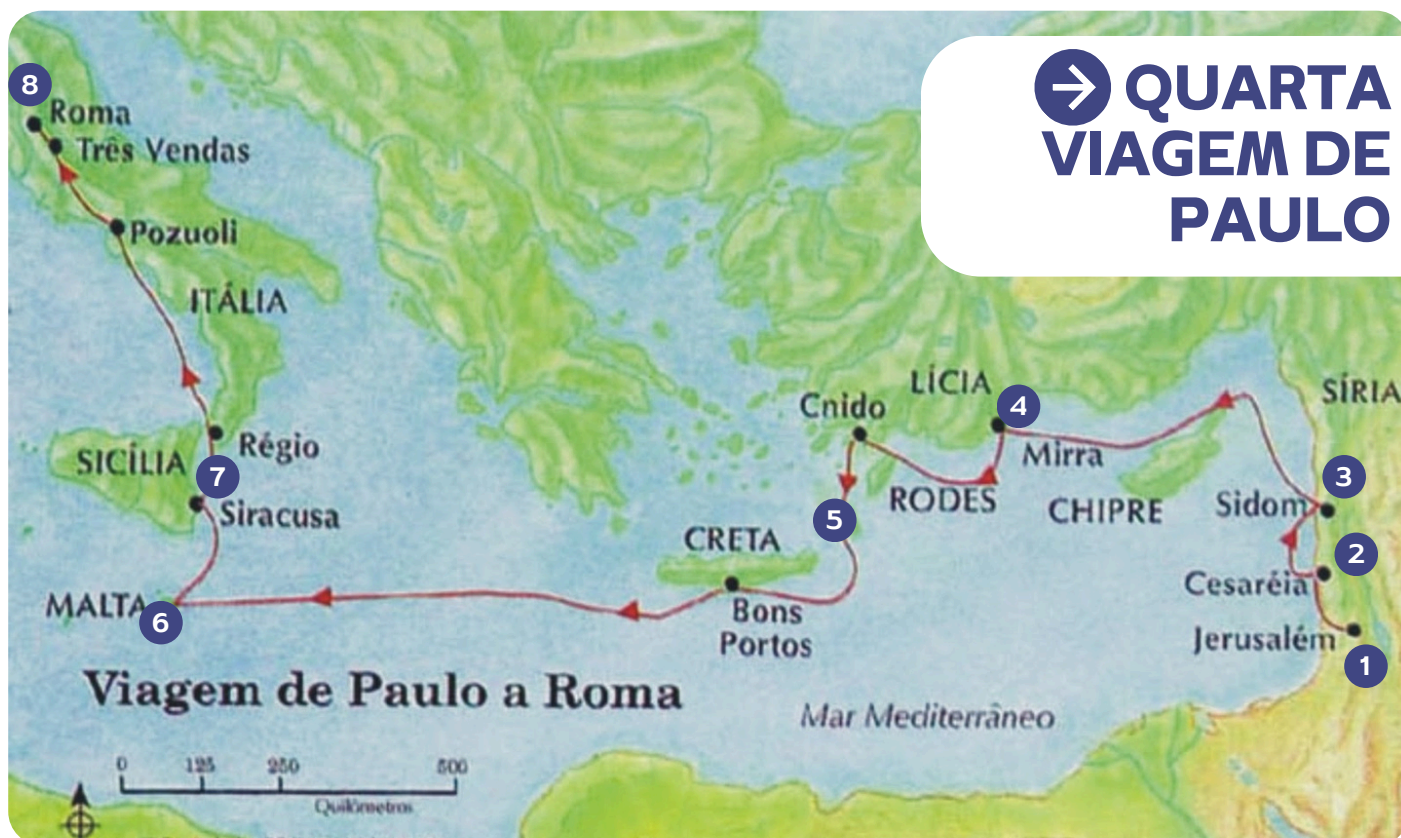 QUARTA
VIAGEM DE
PAULO
8
Roma
Três Vendas
Pozuoli
ITÁLIA
Régio
SICÍLIA
7
Siracusa
MALTA
6
CRETA
Bons
Portos
5
Cnido
RODES
LÍCIA
4
Mirra
CHIPRE
SÍRIA
3
Sidom
2
Cesaréia
Jerusalém
1
Viagem de Paulo a Roma
Mar Mediterrâneo
0 125 250 500
Quilômetros